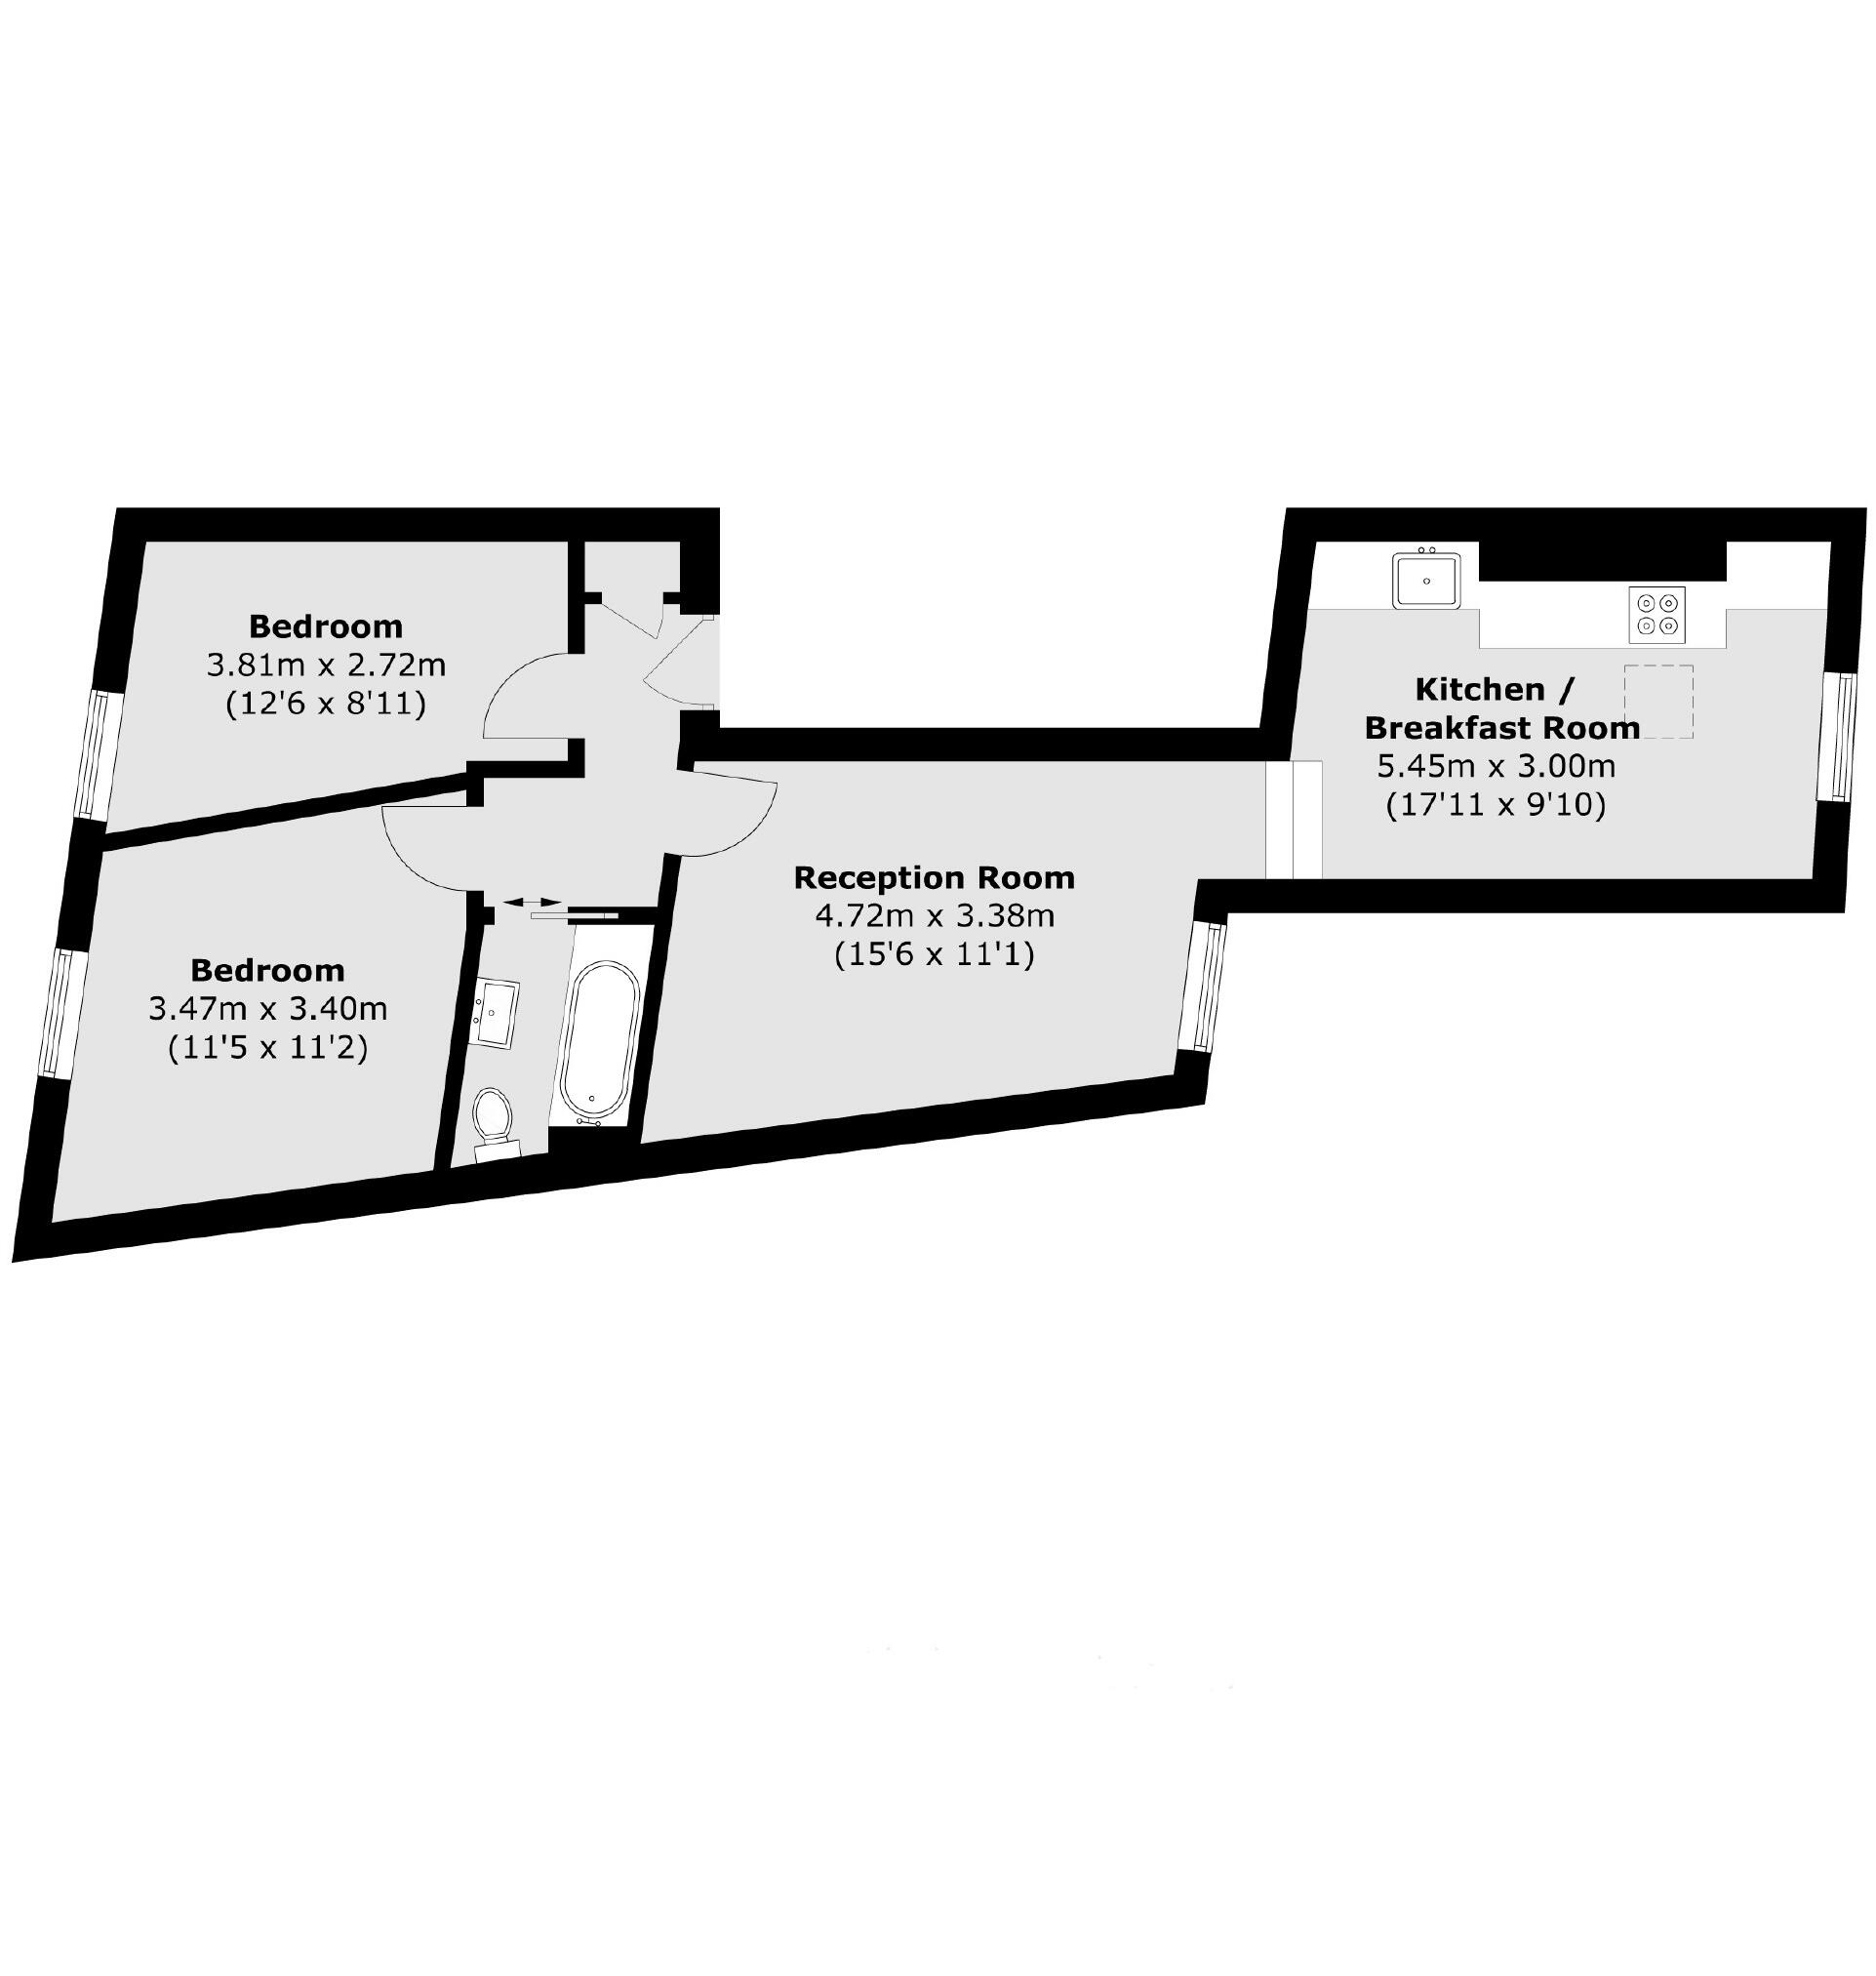 Bedroom
3.81m x 2.72m
(12'6 x 8'11)
Kitchen /
Breakfast Room
5.45m x 3.00m
(17'11 x 9'10)
Reception Room
4.72m x 3.38m
(15'6 x 11'1)
Bedroom
3.47m x 3.40m
(11'5 x 11'2)